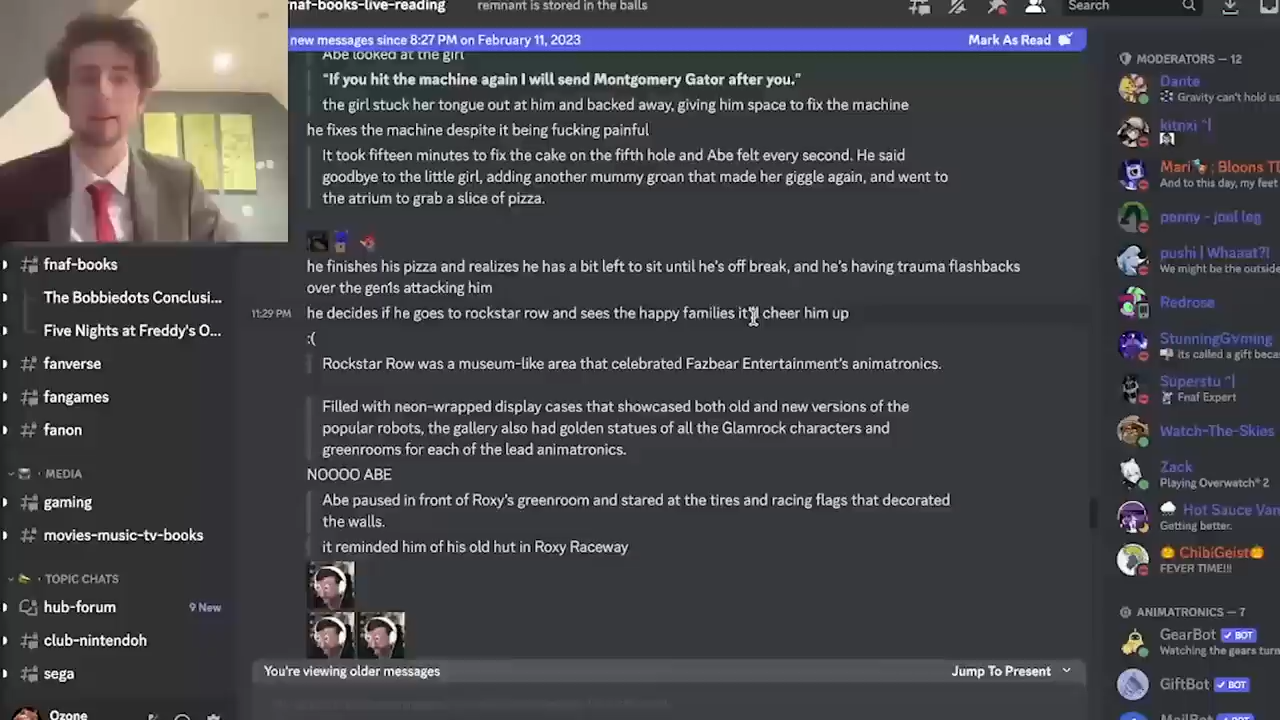 fnaf-books-live-reading
remnant is stored in the balls
Search
new messages since 8:27 PM on February 11, 2023
Mark As Read
Abe looked at the girl
"If you hit the machine again I will send Montgomery Gator after you."
the girl stuck her tongue out at him and backed away, giving him space to fix the machine
he fixes the machine despite it being fucking painful
It took fifteen minutes to fix the cake on the fifth hole and Abe felt every second. He said
goodbye to the little girl, adding another mummy groan that made her giggle again, and went to
the atrium to grab a slice of pizza.
he finishes his pizza and realizes he has a bit left to sit until he's off break, and he's having trauma flashbacks
over the gen1s attacking him
11:29 PM
he decides if he goes to rockstar row and sees the happy families it'll cheer him up
:(
Rockstar Row was a museum-like area that celebrated Fazbear Entertainment's animatronics.
Filled with neon-wrapped display cases that showcased both old and new versions of the
popular robots, the gallery also had golden statues of all the Glamrock characters and
greenrooms for each of the lead animatronics.
NOOOO ABE
Abe paused in front of Roxy's greenroom and stared at the tires and racing flags that decorated
the walls.
it reminded him of his old hut in Roxy Raceway
You're viewing older messages
Jump To Present
fnaf-books
The Bobbiedots Conclusi...
Five Nights at Freddy's O...
fanverse
fangames
fanon
MEDIA
gaming
movies-music-tv-books
TOPIC CHATS
hub-forum
9 New
club-nintendoh
sega
Ozone
MODERATORS — 12
Dante
Gravity can't hold us
kitnxi ^|
Mari ; Bloons T
And to this day, my feet
penny - joel leg
pushi | Whaaat?!
We might be the outside
Redrose
StunningGvming
its called a gift beca
Superstu ^|
Fnaf Expert
Watch-The-Skies
Zack
Playing Overwatch® 2
Hot Sauce Van
Getting better.
ChibiGeist
FEVER TIME!!!
ANIMATRONICS — 7
GearBot
BOT
Watching the gears turn
GiftBot
BOT
MailBot